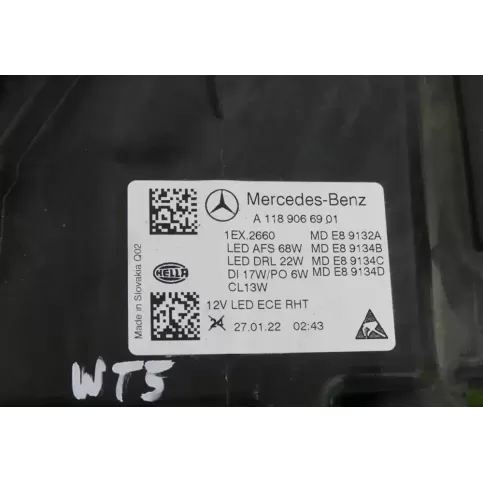 Mercedes-Benz
A 118 906 69 01
1EX.2660 MD E8 9132A
LED AFS 68W MD E8 9134B
LED DRL 22W MD E8 9134C
DI 17W/PO 6W MD E8 9134D
CL13W
12V LED ECE RHT
24 27.01.22 02:43
HELLA
Made in Slovakia Q02
WT5